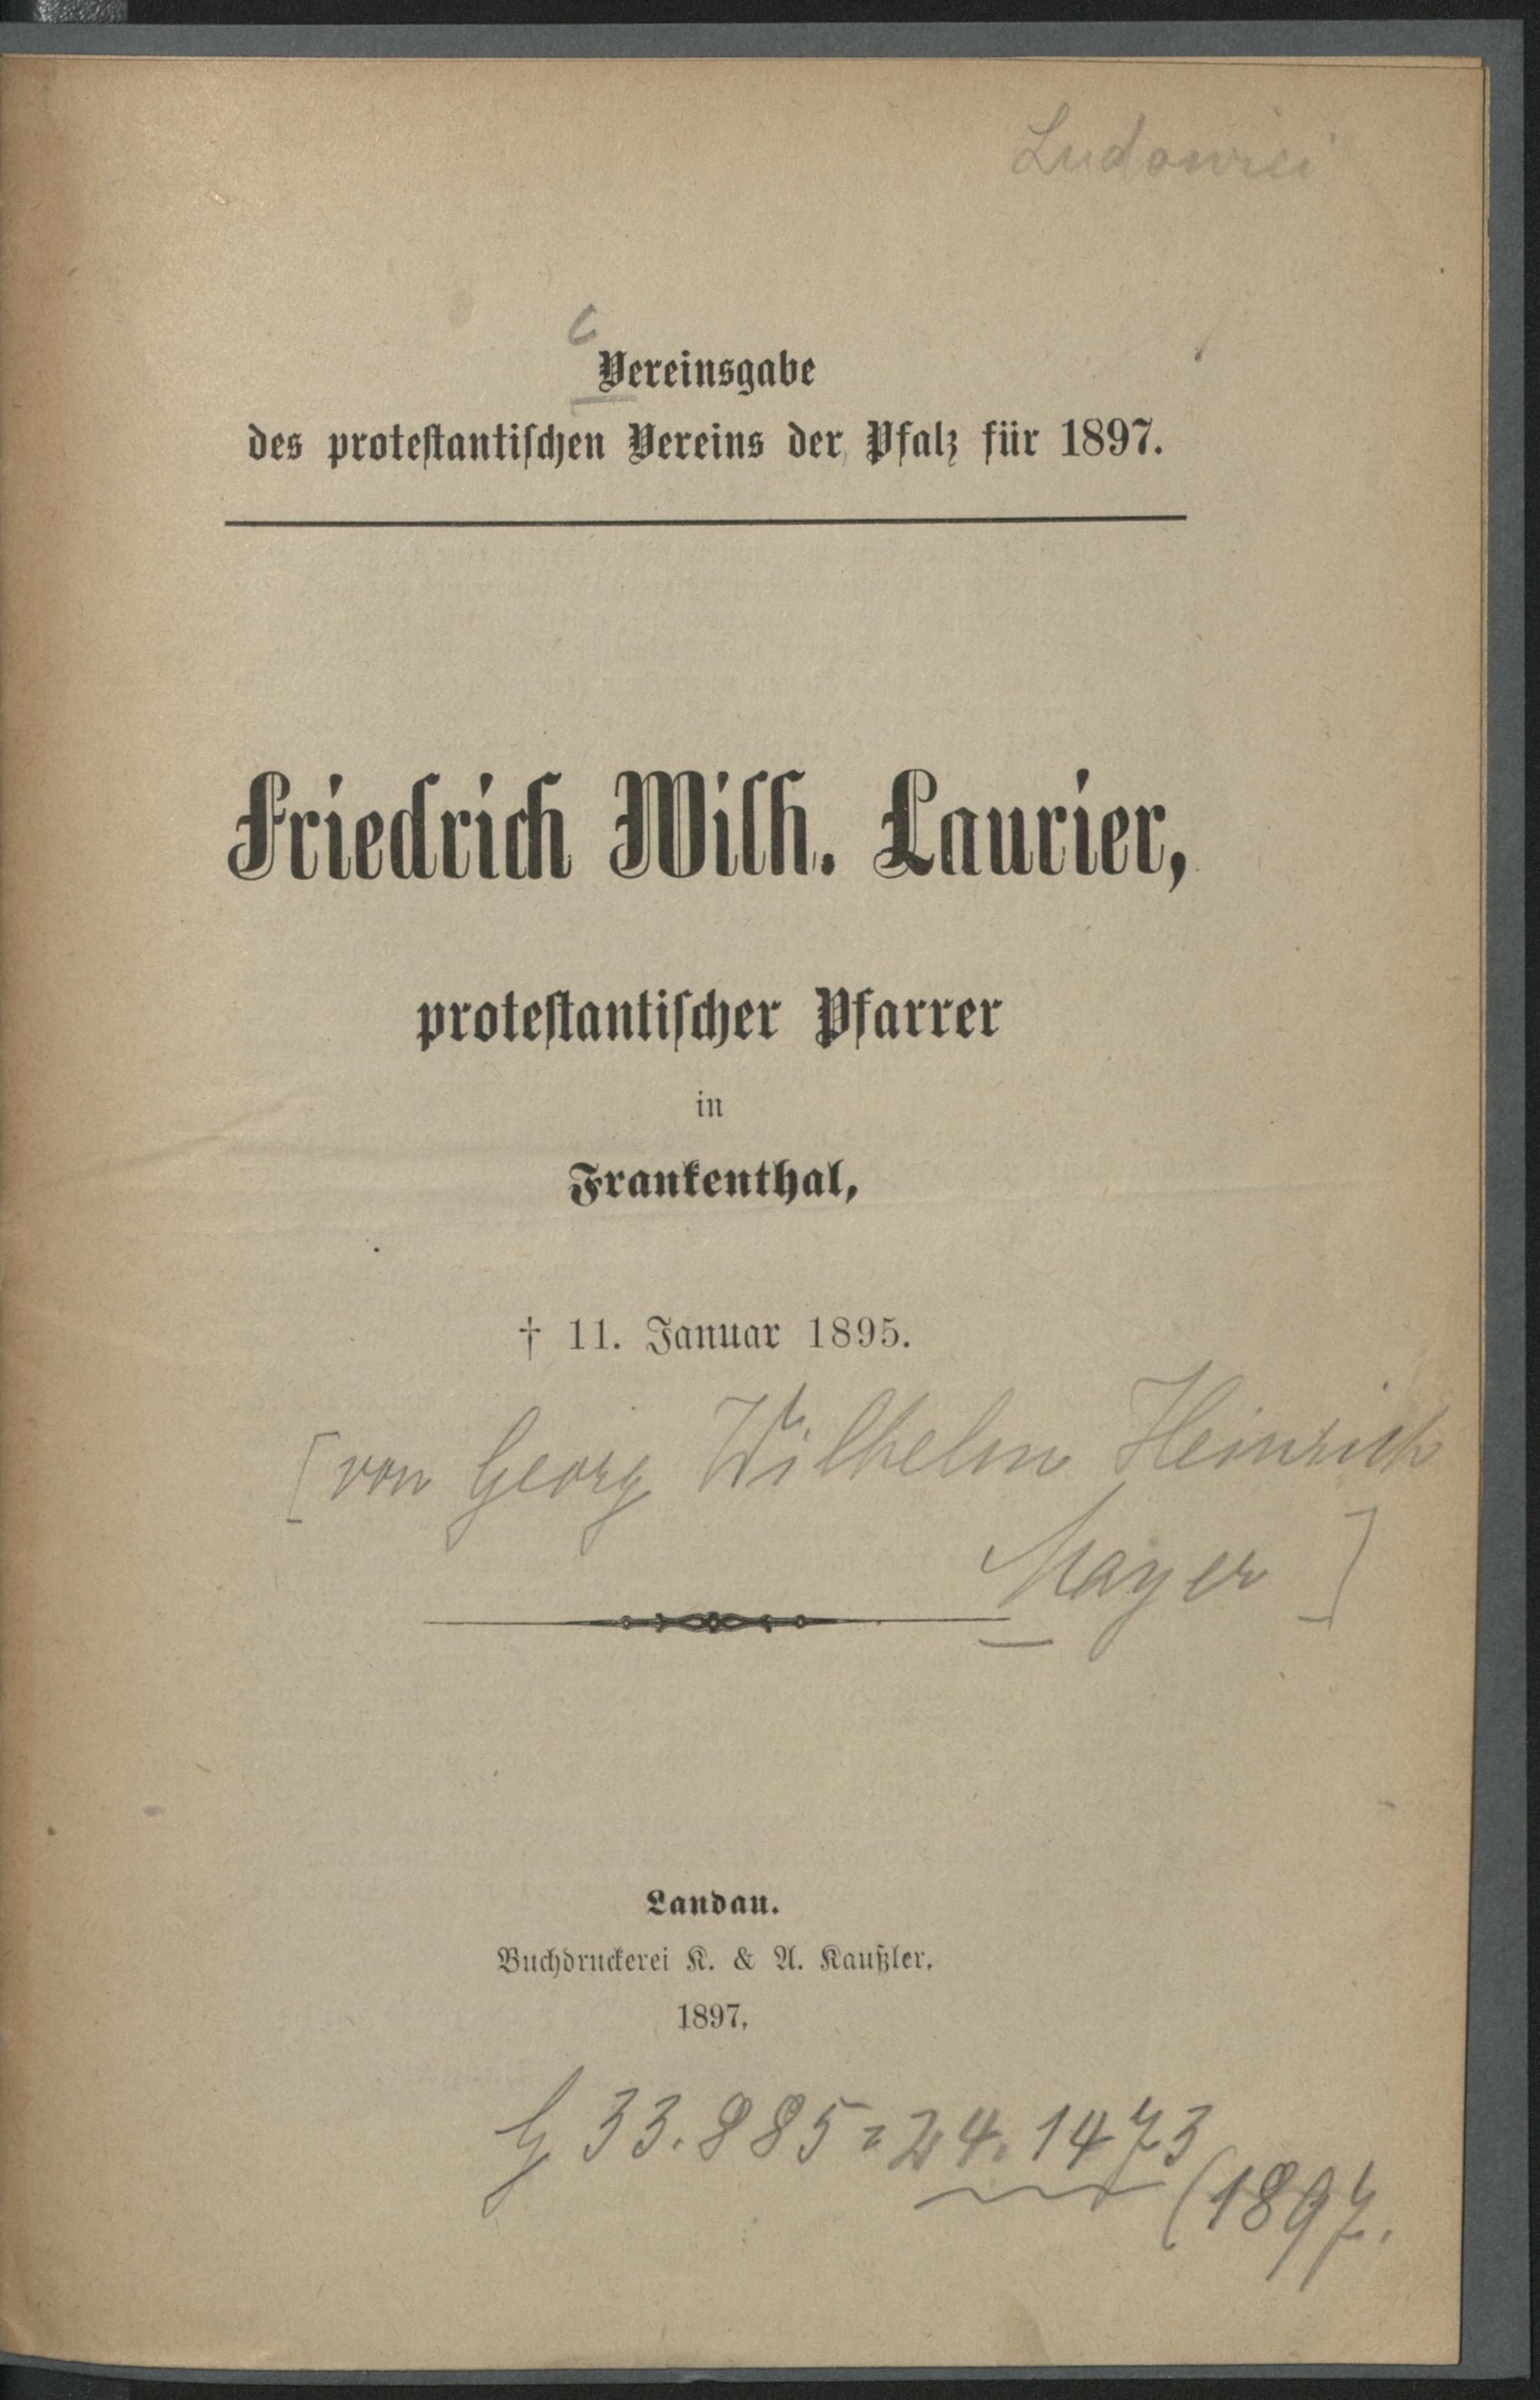 Ludowici
Vereinsgabe
des protestantischen Vereins der Pfalz für 1897.
Friedrich Wilh. Laurier,
protestantischer Pfarrer
in
Frankenthal,
† 11. Januar 1895.
[von Georg Wilhelm Heinrich
Mayer]
Landau.
Buchdruckerei K. & A. Kaußler.
1897.
G 33.885 = 24.1473
(1897.